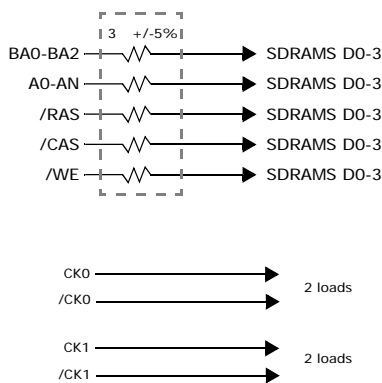 3 +/-5%
BA0-BA2 SDRAMS D0-3
A0-AN SDRAMS D0-3
/RAS SDRAMS D0-3
/CAS SDRAMS D0-3
/WE SDRAMS D0-3
CK0
/CK0
2 loads
CK1
/CK1
2 loads